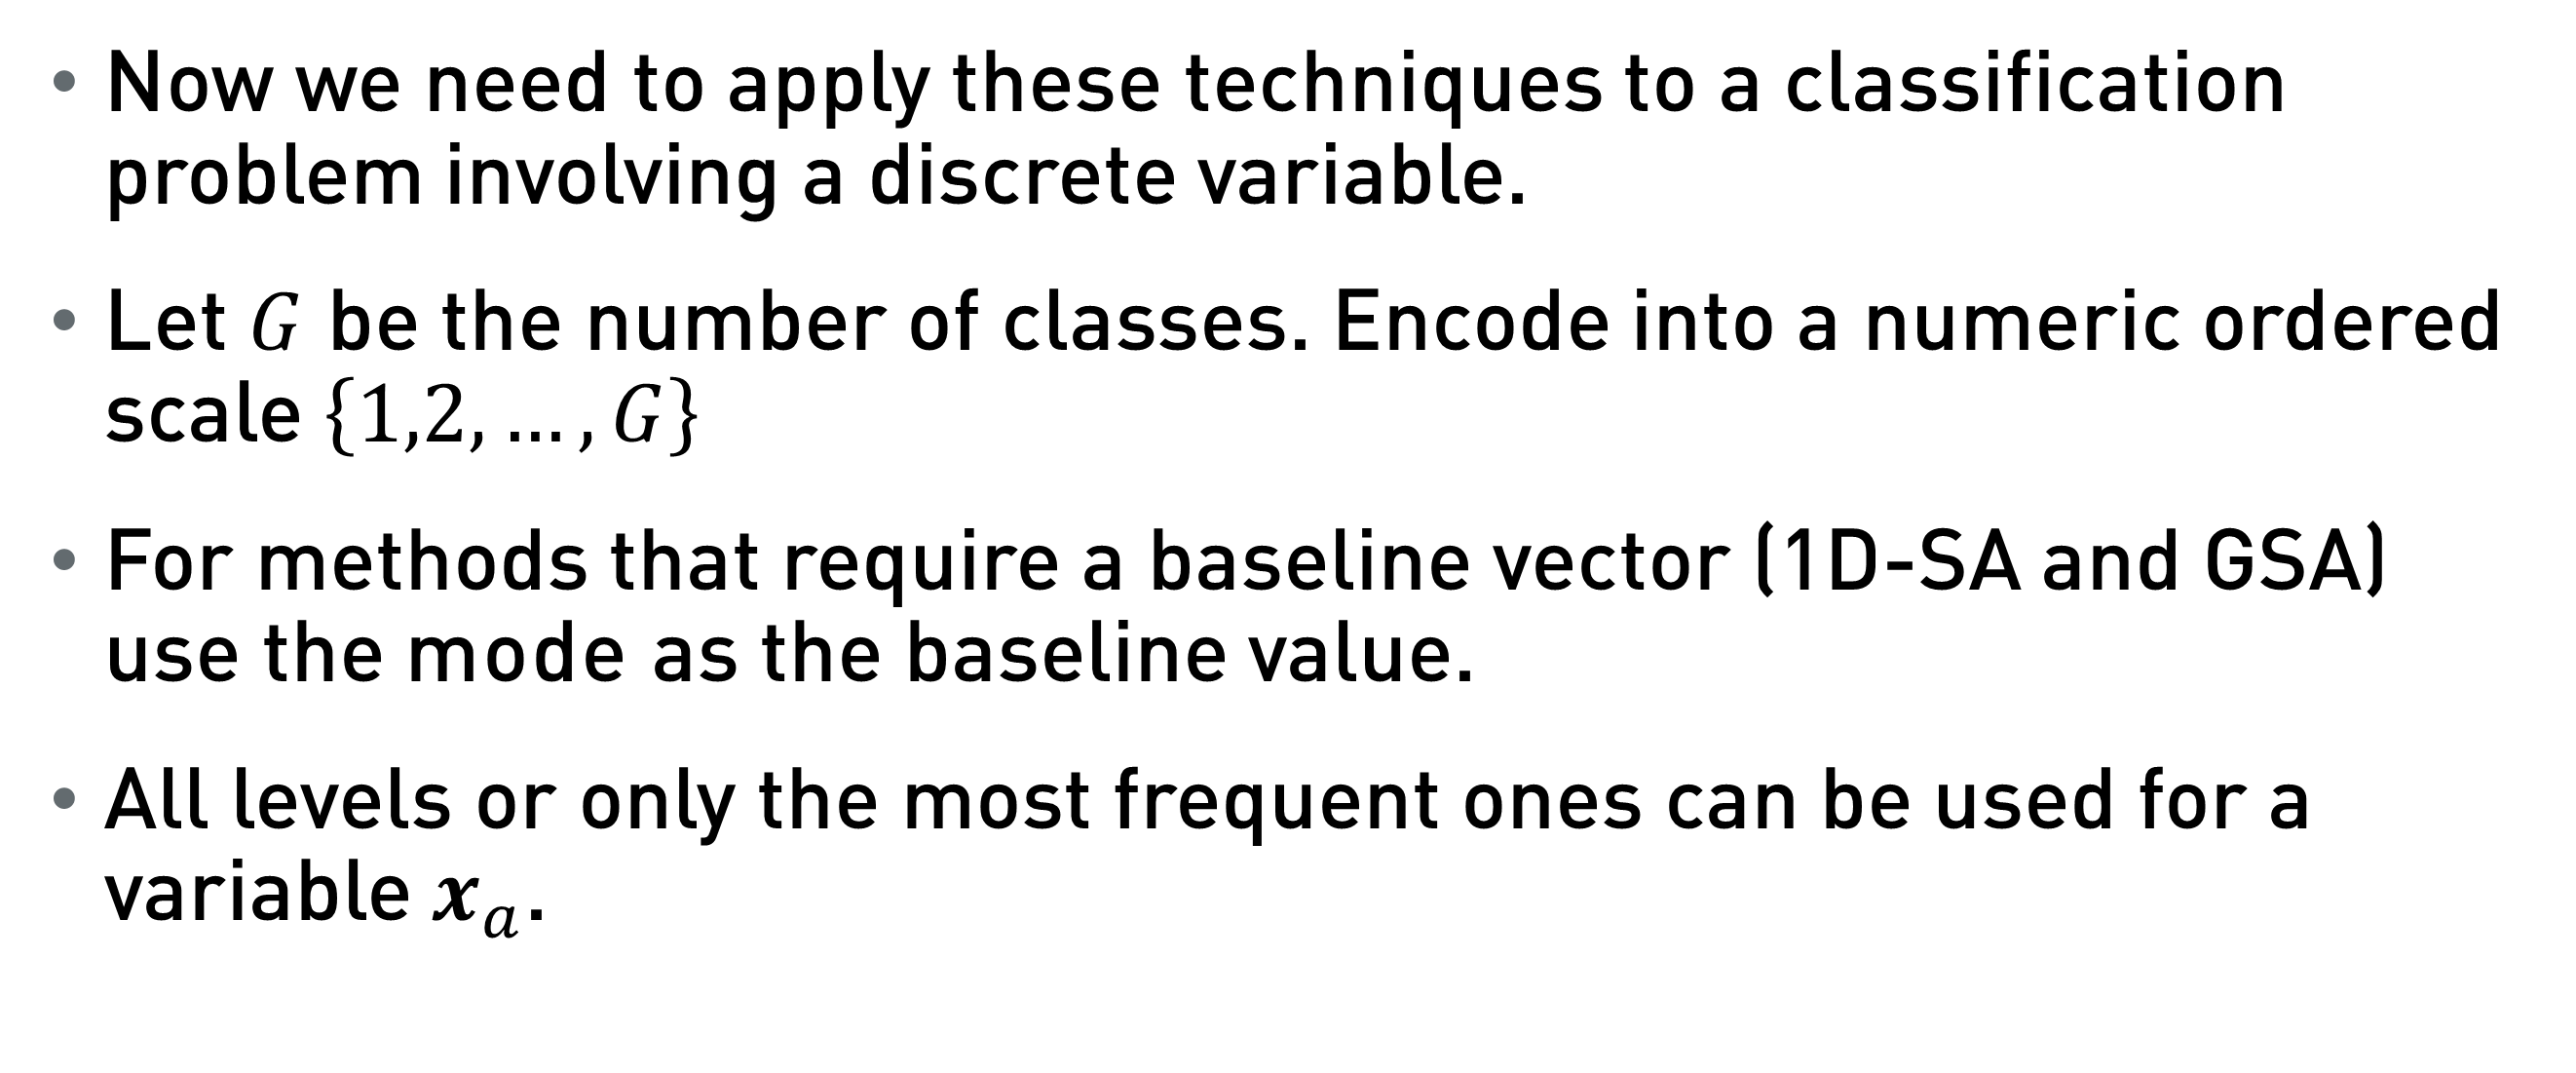 • Now we need to apply these techniques to a classification
problem involving a discrete variable.
• Let G be the number of classes. Encode into a numeric ordered
scale {1,2, … , G}
• For methods that require a baseline vector (1D-SA and GSA)
use the mode as the baseline value.
• All levels or only the most frequent ones can be used for a
variable xₐ.